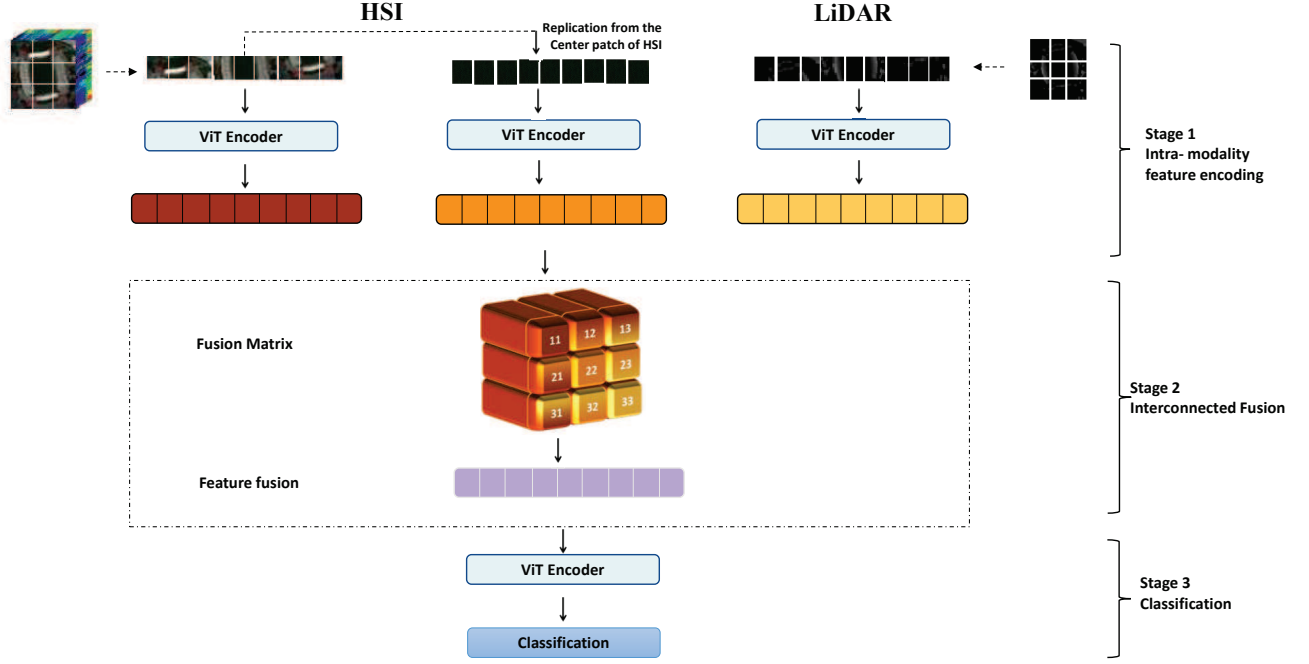 HSI
LiDAR
Replication from the
Center patch of HSI
ViT Encoder
ViT Encoder
ViT Encoder
Stage 1
Intra- modality
feature encoding
Fusion Matrix
11 12 13
21 22 23
31 32 33
Stage 2
Interconnected Fusion
Feature fusion
ViT Encoder
Stage 3
Classification
Classification